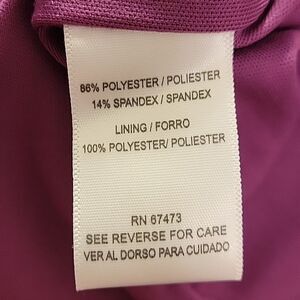 86% POLYESTER / POLIESTER
14% SPANDEX / SPANDEX
LINING / FORRO
100% POLYESTER/ POLIESTER
RN 67473
SEE REVERSE FOR CARE
VER AL DORSO PARA CUIDADO